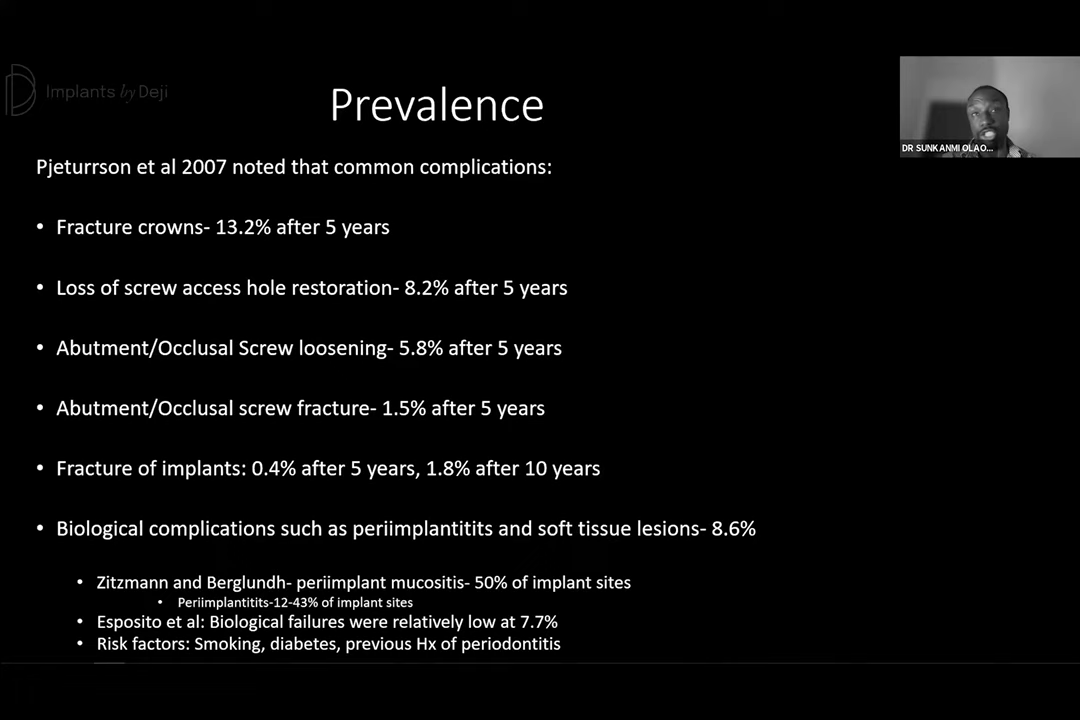 Implants by Deji
Prevalence
DR SUNKANMI OLAO...
Pjeturrson et al 2007 noted that common complications:
• Fracture crowns- 13.2% after 5 years
• Loss of screw access hole restoration- 8.2% after 5 years
• Abutment/Occlusal Screw loosening- 5.8% after 5 years
• Abutment/Occlusal screw fracture- 1.5% after 5 years
• Fracture of implants: 0.4% after 5 years, 1.8% after 10 years
• Biological complications such as periimplantitits and soft tissue lesions- 8.6%
• Zitzmann and Berglundh- periimplant mucositis- 50% of implant sites
• Periimplantitits-12-43% of implant sites
• Esposito et al: Biological failures were relatively low at 7.7%
• Risk factors: Smoking, diabetes, previous Hx of periodontitis